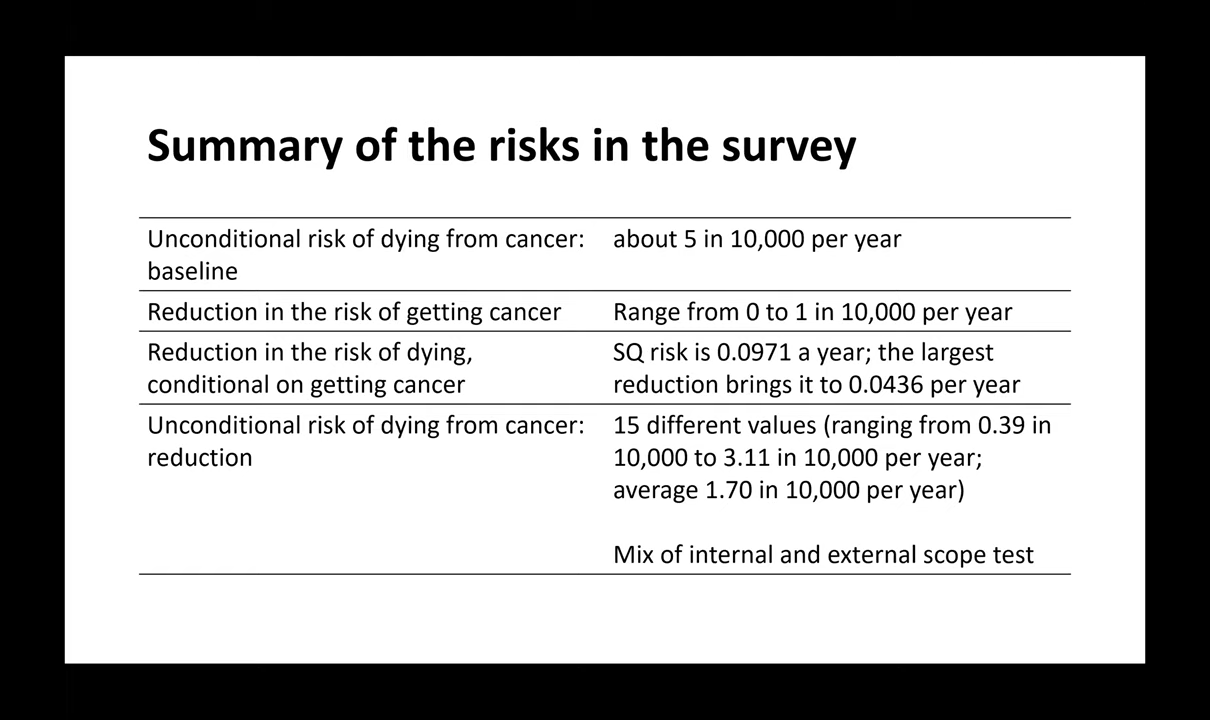 Summary of the risks in the survey
Unconditional risk of dying from cancer:
baseline
about 5 in 10,000 per year
Reduction in the risk of getting cancer
Range from 0 to 1 in 10,000 per year
Reduction in the risk of dying,
conditional on getting cancer
SQ risk is 0.0971 a year; the largest
reduction brings it to 0.0436 per year
Unconditional risk of dying from cancer:
reduction
15 different values (ranging from 0.39 in
10,000 to 3.11 in 10,000 per year;
average 1.70 in 10,000 per year)
Mix of internal and external scope test